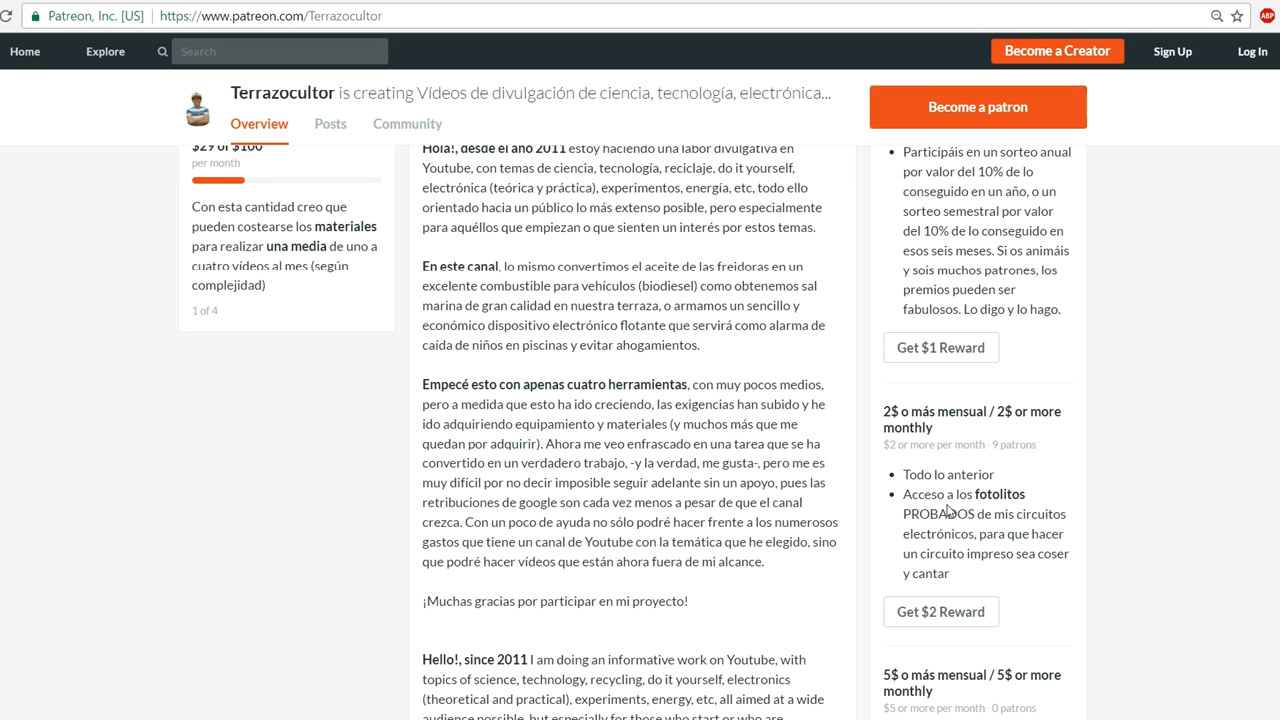 Patreon, Inc. [US]
https://www.patreon.com/Terrazocultor
ABP
Home
Explore
Search
Become a Creator
Sign Up
Log In
Terrazocultor is creating Vídeos de divulgación de ciencia, tecnología, electrónica...
Become a patron
Overview
Posts
Community
$29 of $100
per month
Con esta cantidad creo que
pueden costearse los materiales
para realizar una media de uno a
cuatro vídeos al mes (según
complejidad)
1 of 4
Hola!, desde el año 2011 estoy haciendo una labor divulgativa en
Youtube, con temas de ciencia, tecnología, reciclaje, do it yourself,
electrónica (teórica y práctica), experimentos, energía, etc, todo ello
orientado hacia un público lo más extenso posible, pero especialmente
para aquéllos que empiezan o que sienten un interés por estos temas.
En este canal, lo mismo convertimos el aceite de las freidoras en un
excelente combustible para vehículos (biodiesel) como obtenemos sal
marina de gran calidad en nuestra terraza, o armamos un sencillo y
económico dispositivo electrónico flotante que servirá como alarma de
caída de niños en piscinas y evitar ahogamientos.
Empecé esto con apenas cuatro herramientas, con muy pocos medios,
pero a medida que esto ha ido creciendo, las exigencias han subido y he
ido adquiriendo equipamiento y materiales (y muchos más que me
quedan por adquirir). Ahora me veo enfrascado en una tarea que se ha
convertido en un verdadero trabajo, -y la verdad, me gusta-, pero me es
muy difícil por no decir imposible seguir adelante sin un apoyo, pues las
retribuciones de google son cada vez menos a pesar de que el canal
crezca. Con un poco de ayuda no sólo podré hacer frente a los numerosos
gastos que tiene un canal de Youtube con la temática que he elegido, sino
que podré hacer vídeos que están ahora fuera de mi alcance.
¡Muchas gracias por participar en mi proyecto!
Hello!, since 2011 I am doing an informative work on Youtube, with
topics of science, technology, recycling, do it yourself, electronics
(theoretical and practical), experiments, energy, etc, all aimed at a wide
audience possible, but especially for those who start or who are
• Participáis en un sorteo anual
por valor del 10% de lo
conseguido en un año, o un
sorteo semestral por valor
del 10% de lo conseguido en
esos seis meses. Si os animáis
y sois muchos patrones, los
premios pueden ser
fabulosos. Lo digo y lo hago.
Get $1 Reward
2$ o más mensual / 2$ or more
monthly
$2 or more per month · 9 patrons
• Todo lo anterior
• Acceso a los fotolitos
PROBADOS de mis circuitos
electrónicos, para que hacer
un circuito impreso sea coser
y cantar
Get $2 Reward
5$ o más mensual / 5$ or more
monthly
$5 or more per month · 0 patrons